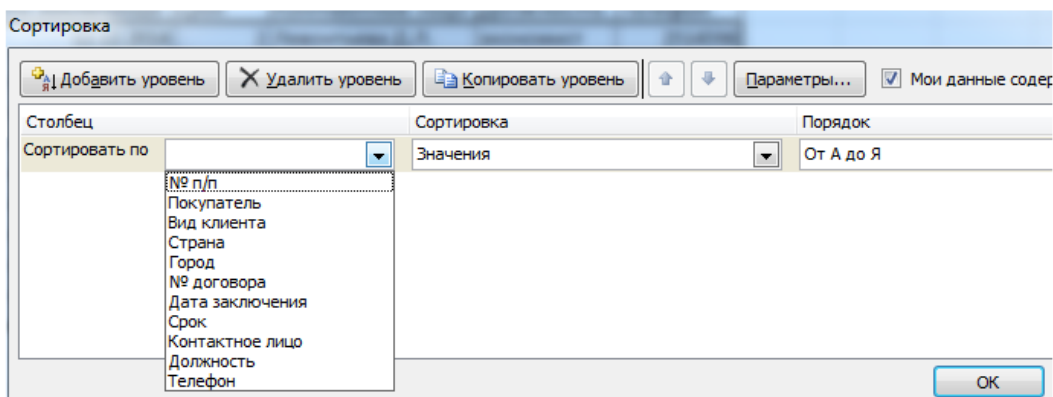 Сортировка
Добавить уровень Удалить уровень Копировать уровень Параметры... Мои данные содер
Столбец Сортировка Порядок
Сортировать по Значения От А до Я
№ п/п
Покупатель
Вид клиента
Страна
Город
№ договора
Дата заключения
Срок
Контактное лицо
Должность
Телефон
ОК